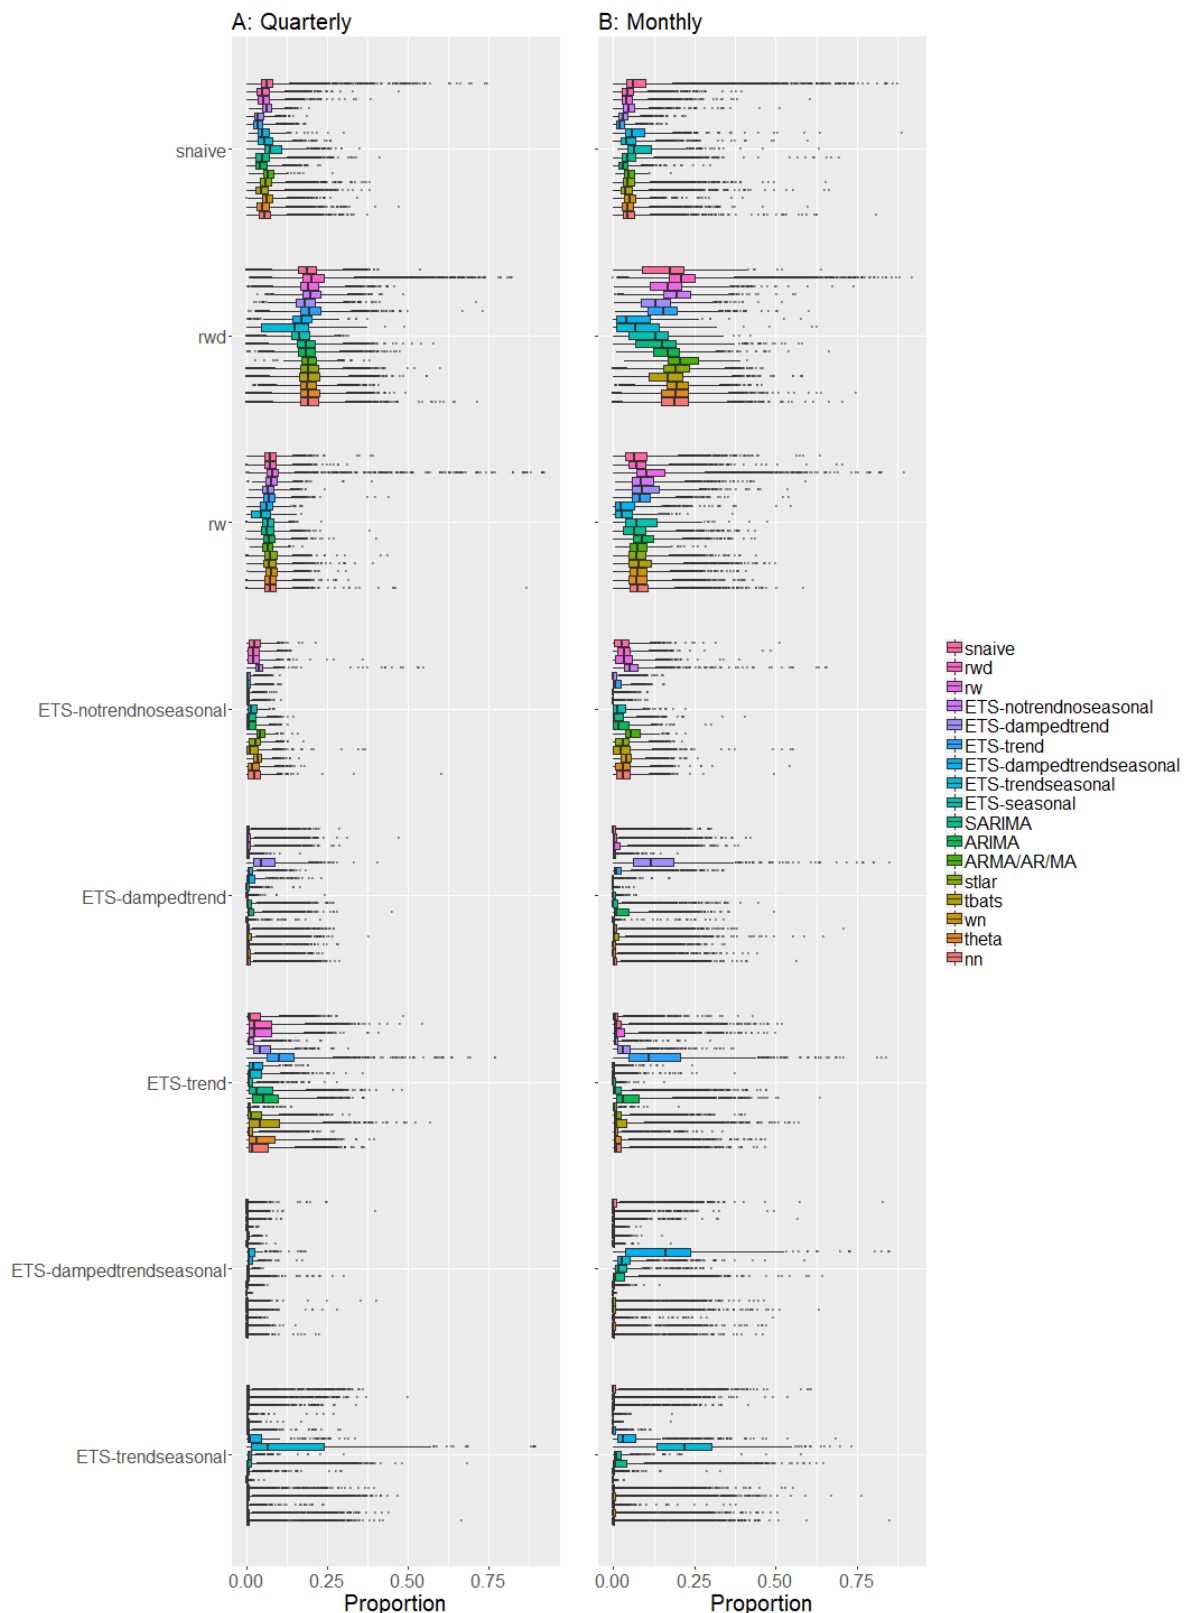 A: Quarterly
B: Monthly
snaive
rwd
rw
ETS-notrendnoseasonal
ETS-dampedtrend
ETS-trend
ETS-dampedtrendseasonal
ETS-trendseasonal
0.00 0.25 0.50 0.75
Proportion
0.00 0.25 0.50 0.75
Proportion
snaive
rwd
rw
ETS-notrendnoseasonal
ETS-dampedtrend
ETS-trend
ETS-dampedtrendseasonal
ETS-trendseasonal
ETS-seasonal
SARIMA
ARIMA
ARMA/AR/MA
stlar
tbats
wn
theta
nn